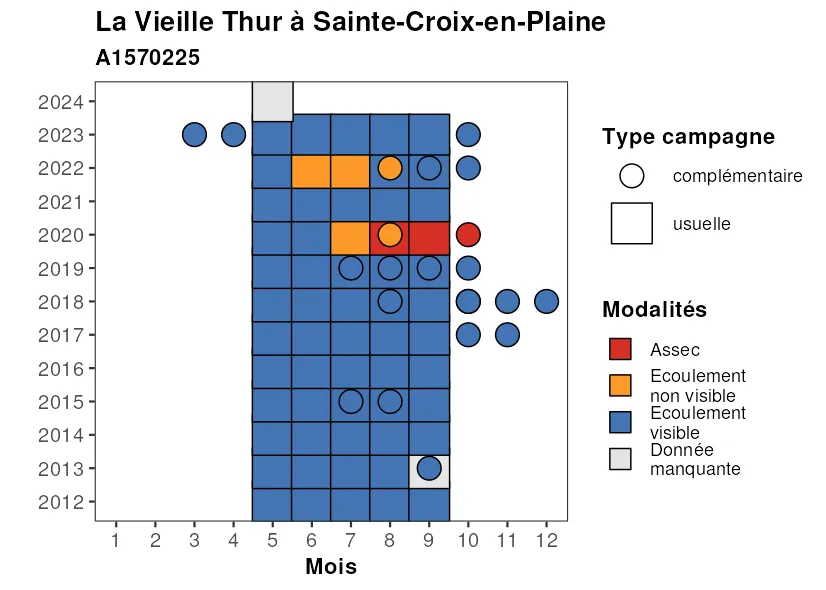 La Vieille Thur à Sainte-Croix-en-Plaine
A1570225
2024
2023
2022
2021
2020
2019
2018
2017
2016
2015
2014
2013
2012
1 2 3 4 5 6 7 8 9 10 11 12
Mois
Type campagne
complémentaire
usuelle
Modalités
Assec
Ecoulement
non visible
Ecoulement
visible
Donnée
manquante